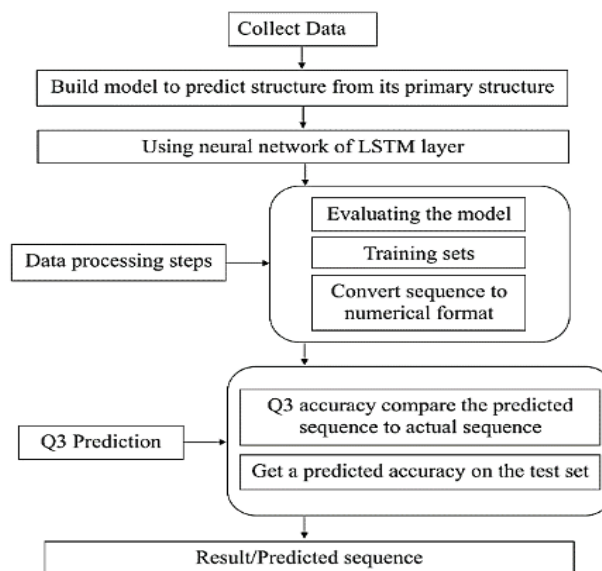 Collect Data
Build model to predict structure from its primary structure
Using neural network of LSTM layer
Evaluating the model
Data processing steps
Training sets
Convert sequence to
numerical format
Q3 accuracy compare the predicted
sequence to actual sequence
Q3 Prediction
Get a predicted accuracy on the test set
Result/Predicted sequence